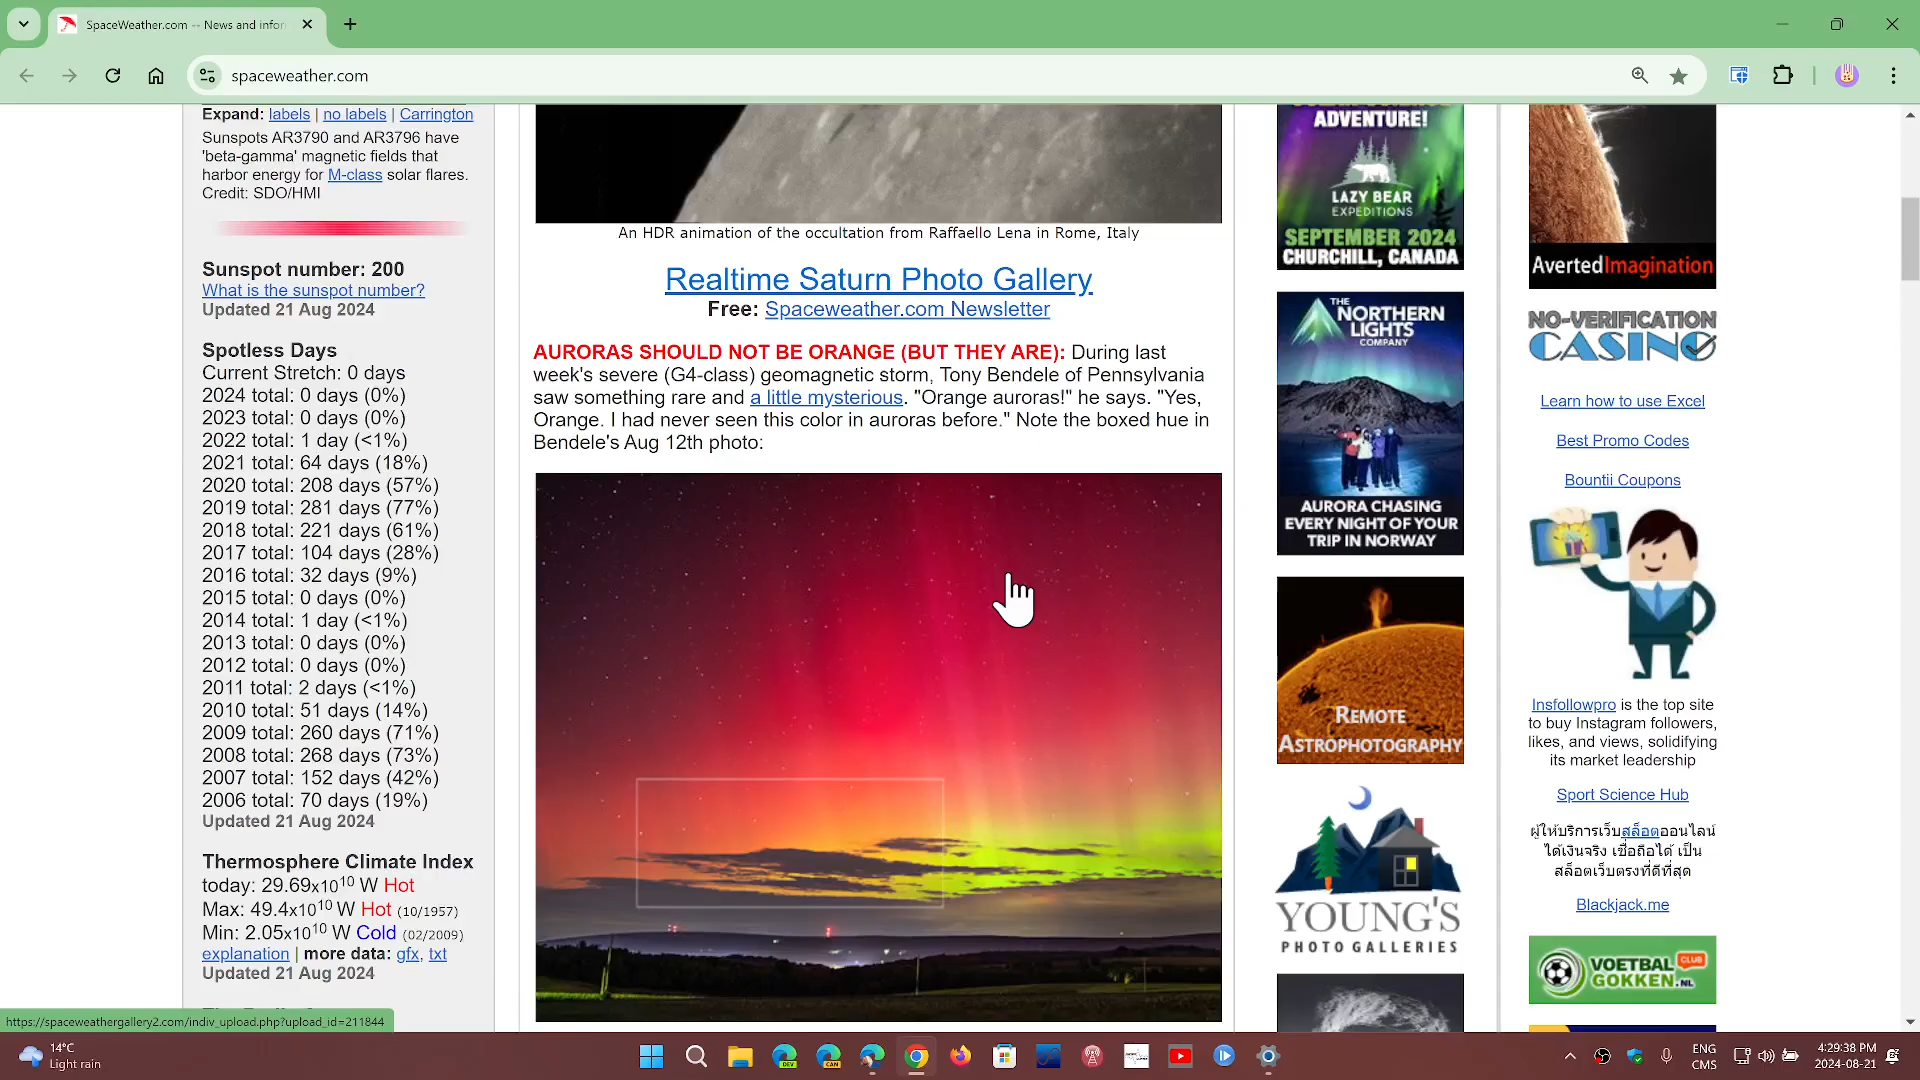 SpaceWeather.com -- News and infor
spaceweather.com
Expand: labels | no labels | Carrington
Sunspots AR3790 and AR3796 have
'beta-gamma' magnetic fields that
harbor energy for M-class solar flares.
Credit: SDO/HMI
Sunspot number: 200
What is the sunspot number?
Updated 21 Aug 2024
Spotless Days
Current Stretch: 0 days
2024 total: 0 days (0%)
2023 total: 0 days (0%)
2022 total: 1 day (<1%)
2021 total: 64 days (18%)
2020 total: 208 days (57%)
2019 total: 281 days (77%)
2018 total: 221 days (61%)
2017 total: 104 days (28%)
2016 total: 32 days (9%)
2015 total: 0 days (0%)
2014 total: 1 day (<1%)
2013 total: 0 days (0%)
2012 total: 0 days (0%)
2011 total: 2 days (<1%)
2010 total: 51 days (14%)
2009 total: 260 days (71%)
2008 total: 268 days (73%)
2007 total: 152 days (42%)
2006 total: 70 days (19%)
Updated 21 Aug 2024
Thermosphere Climate Index
today: 29.69x10¹⁰ W Hot
Max: 49.4x10¹⁰ W Hot (10/1957)
Min: 2.05x10¹⁰ W Cold (02/2009)
explanation | more data: gfx, txt
Updated 21 Aug 2024
https://spaceweathergallery2.com/indiv_upload.php?upload_id=211844
An HDR animation of the occultation from Raffaello Lena in Rome, Italy
Realtime Saturn Photo Gallery
Free: Spaceweather.com Newsletter
AURORAS SHOULD NOT BE ORANGE (BUT THEY ARE): During last
week's severe (G4-class) geomagnetic storm, Tony Bendele of Pennsylvania
saw something rare and a little mysterious. "Orange auroras!" he says. "Yes,
Orange. I had never seen this color in auroras before." Note the boxed hue in
Bendele's Aug 12th photo:
ADVENTURE!
LAZY BEAR
EXPEDITIONS
SEPTEMBER 2024
CHURCHILL, CANADA
THE
NORTHERN
LIGHTS
COMPANY
AURORA CHASING
EVERY NIGHT OF YOUR
TRIP IN NORWAY
REMOTE
ASTROPHOTOGRAPHY
YOUNG'S
PHOTO GALLERIES
AvertedImagination
NO-VERIFICATION
CASINO
Learn how to use Excel
Best Promo Codes
Bountii Coupons
Insfollowpro is the top site
to buy Instagram followers,
likes, and views, solidifying
its market leadership
Sport Science Hub
ผู้ให้บริการเว็บสล็อตออนไลน์
ได้เงินจริง เชื่อถือได้ เป็น
สล็อตเว็บตรงที่ดีที่สุด
Blackjack.me
VOETBAL CLUB
GOKKEN.NL
14°C
Light rain
DEV
CAN
ENG
CMS
4:29:38 PM
2024-08-21